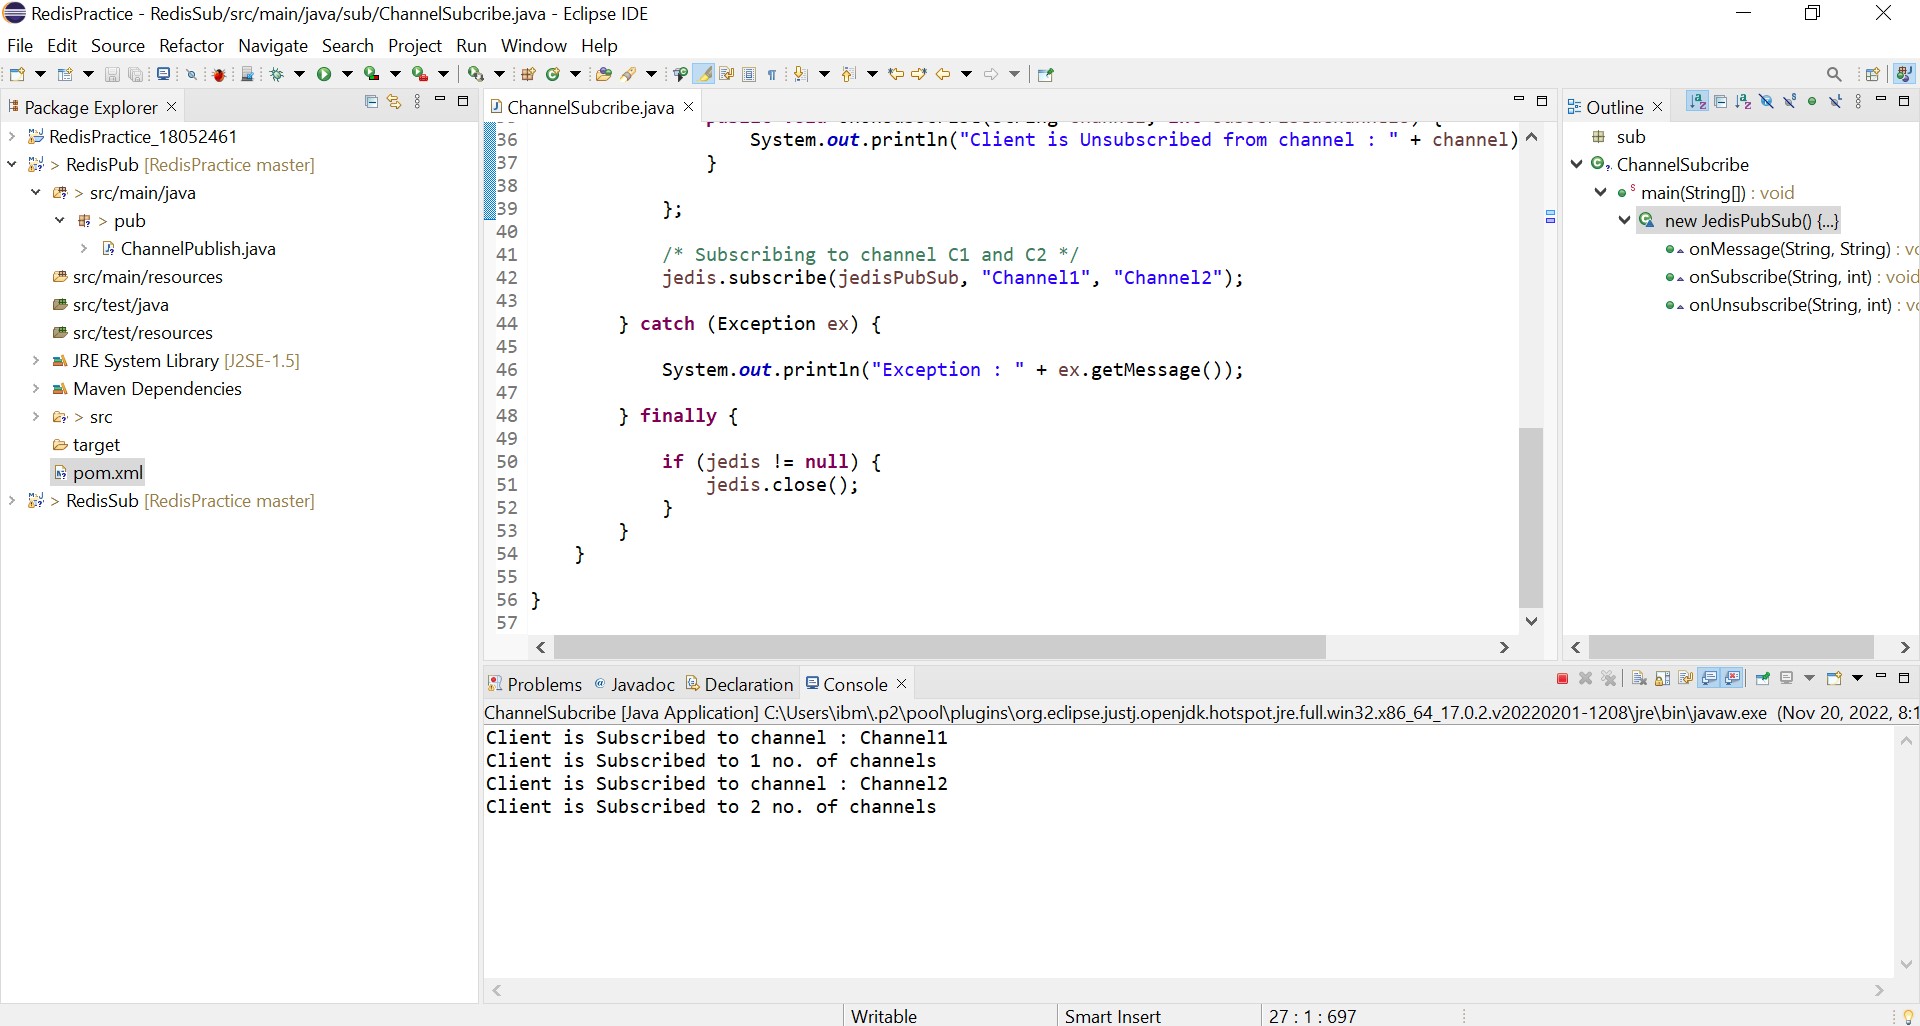 RedisPractice - RedisSub/src/main/java/sub/ChannelSubcribe.java - Eclipse IDE
File Edit Source Refactor Navigate Search Project Run Window Help
Package Explorer
RedisPractice_18052461
> RedisPub [RedisPractice master]
> src/main/java
> pub
ChannelPublish.java
src/main/resources
src/test/java
src/test/resources
JRE System Library [J2SE-1.5]
Maven Dependencies
> src
target
pom.xml
> RedisSub [RedisPractice master]
ChannelSubcribe.java
36 System.out.println("Client is Unsubscribed from channel : " + channel)
37 }
38
39 };
40
41 /* Subscribing to channel C1 and C2 */
42 jedis.subscribe(jedisPubSub, "Channel1", "Channel2");
43
44 } catch (Exception ex) {
45
46 System.out.println("Exception : " + ex.getMessage());
47
48 } finally {
49
50 if (jedis != null) {
51 jedis.close();
52 }
53 }
54 }
55
56 }
57
Outline
sub
ChannelSubcribe
main(String[]) : void
new JedisPubSub() {...}
onMessage(String, String) :
onSubscribe(String, int) : void
onUnsubscribe(String, int) :
Problems @ Javadoc Declaration Console
ChannelSubcribe [Java Application] C:\Users\ibm\.p2\pool\plugins\org.eclipse.justj.openjdk.hotspot.jre.full.win32.x86_64_17.0.2.v20220201-1208\jre\bin\javaw.exe (Nov 20, 2022, 8:1
Client is Subscribed to channel : Channel1
Client is Subscribed to 1 no. of channels
Client is Subscribed to channel : Channel2
Client is Subscribed to 2 no. of channels
Writable Smart Insert 27 : 1 : 697